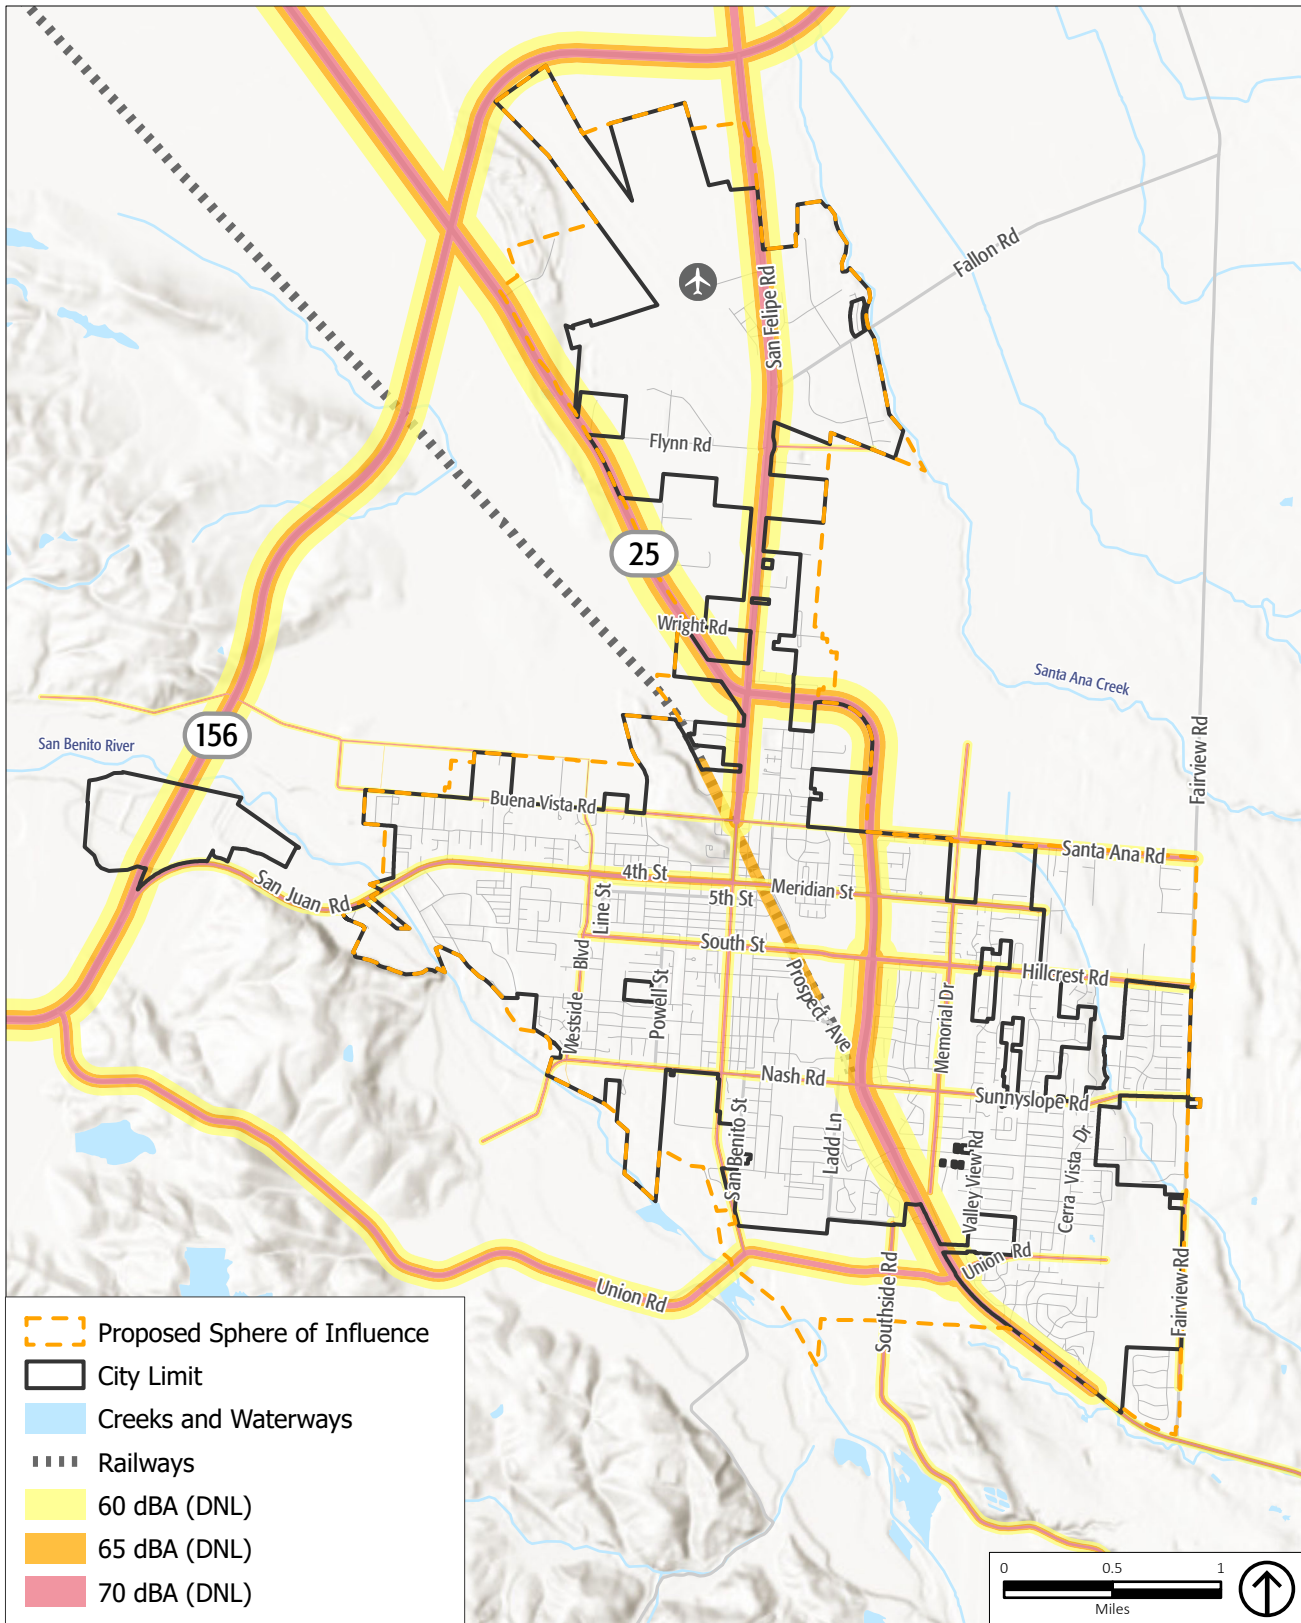 Fallon Rd
San Felipe Rd
Flynn Rd
25
Wright Rd
Santa Ana Creek
156
San Benito River
Fairview Rd
Buena Vista Rd
Santa Ana Rd
4th St
Meridian St
5th St
San Juan Rd
Line St
South St
Hillcrest Rd
Westside Blvd
Powell St
Prospect Ave
Memorial Dr
Nash Rd
Sunnyslope Rd
San Benito St
Ladd Ln
Valley View Rd
Cerra Vista Dr
Union Rd
Union Rd
Southside Rd
Fairview Rd
Proposed Sphere of Influence
City Limit
Creeks and Waterways
Railways
60 dBA (DNL)
65 dBA (DNL)
70 dBA (DNL)
0 0.5 1
Miles